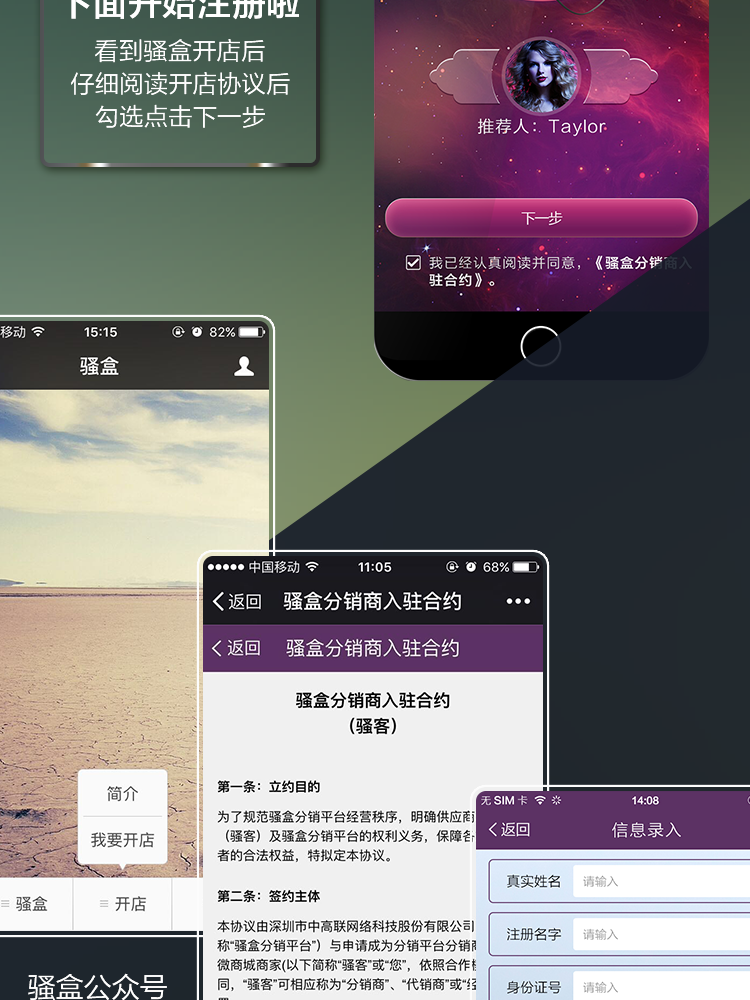 下面开始注册啦
看到骚盒开店后
仔细阅读开店协议后
勾选点击下一步
推荐人：Taylor
下一步
我已经认真阅读并同意，《骚盒分销商入
驻合约》。
移动 15:15 82%
骚盒
简介
我要开店
骚盒
开店
骚盒公众号
中国移动 11:05 68%
返回 骚盒分销商入驻合约
返回 骚盒分销商入驻合约
骚盒分销商入驻合约
（骚客）
第一条：立约目的
为了规范骚盒分销平台经营秩序，明确供应商
（骚客）及骚盒分销平台的权利义务，保障各
者的合法权益，特拟定本协议。
第二条：签约主体
本协议由深圳市中高联网络科技股份有限公司
称“骚盒分销平台”）与申请成为分销平台分销商
微商城商家(以下简称“骚客”或“您”，依照合作
同，“骚客”可相应称为“分销商”、“代销商”或“
无 SIM 卡 14:08
返回 信息录入
真实姓名 请输入
注册名字 请输入
身份证号 请输入